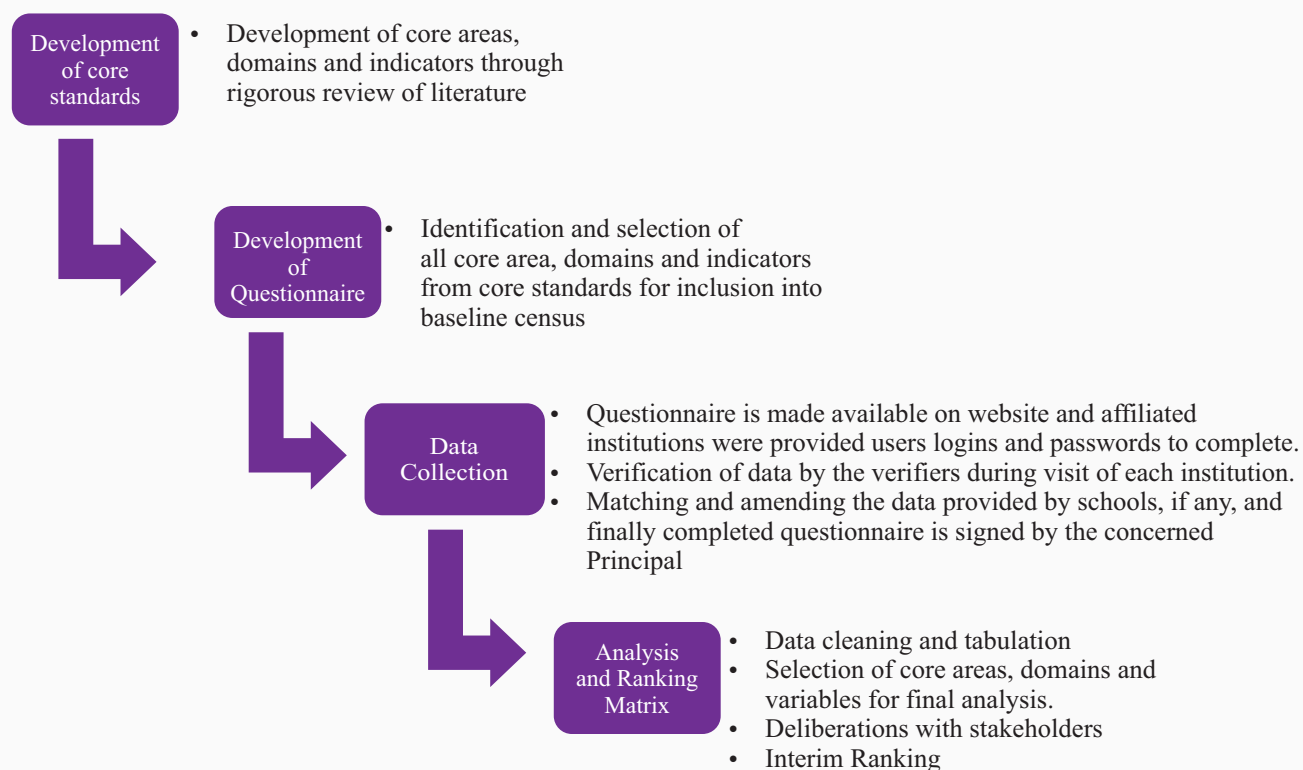 Development
of core
standards
• Development of core areas,
domains and indicators through
rigorous review of literature
Development
of
Questionnaire
• Identification and selection of
all core area, domains and indicators
from core standards for inclusion into
baseline census
Data
Collection
• Questionnaire is made available on website and affiliated
institutions were provided users logins and passwords to complete.
• Verification of data by the verifiers during visit of each institution.
• Matching and amending the data provided by schools, if any, and
finally completed questionnaire is signed by the concerned
Principal
Analysis
and Ranking
Matrix
• Data cleaning and tabulation
• Selection of core areas, domains and
variables for final analysis.
• Deliberations with stakeholders
• Interim Ranking